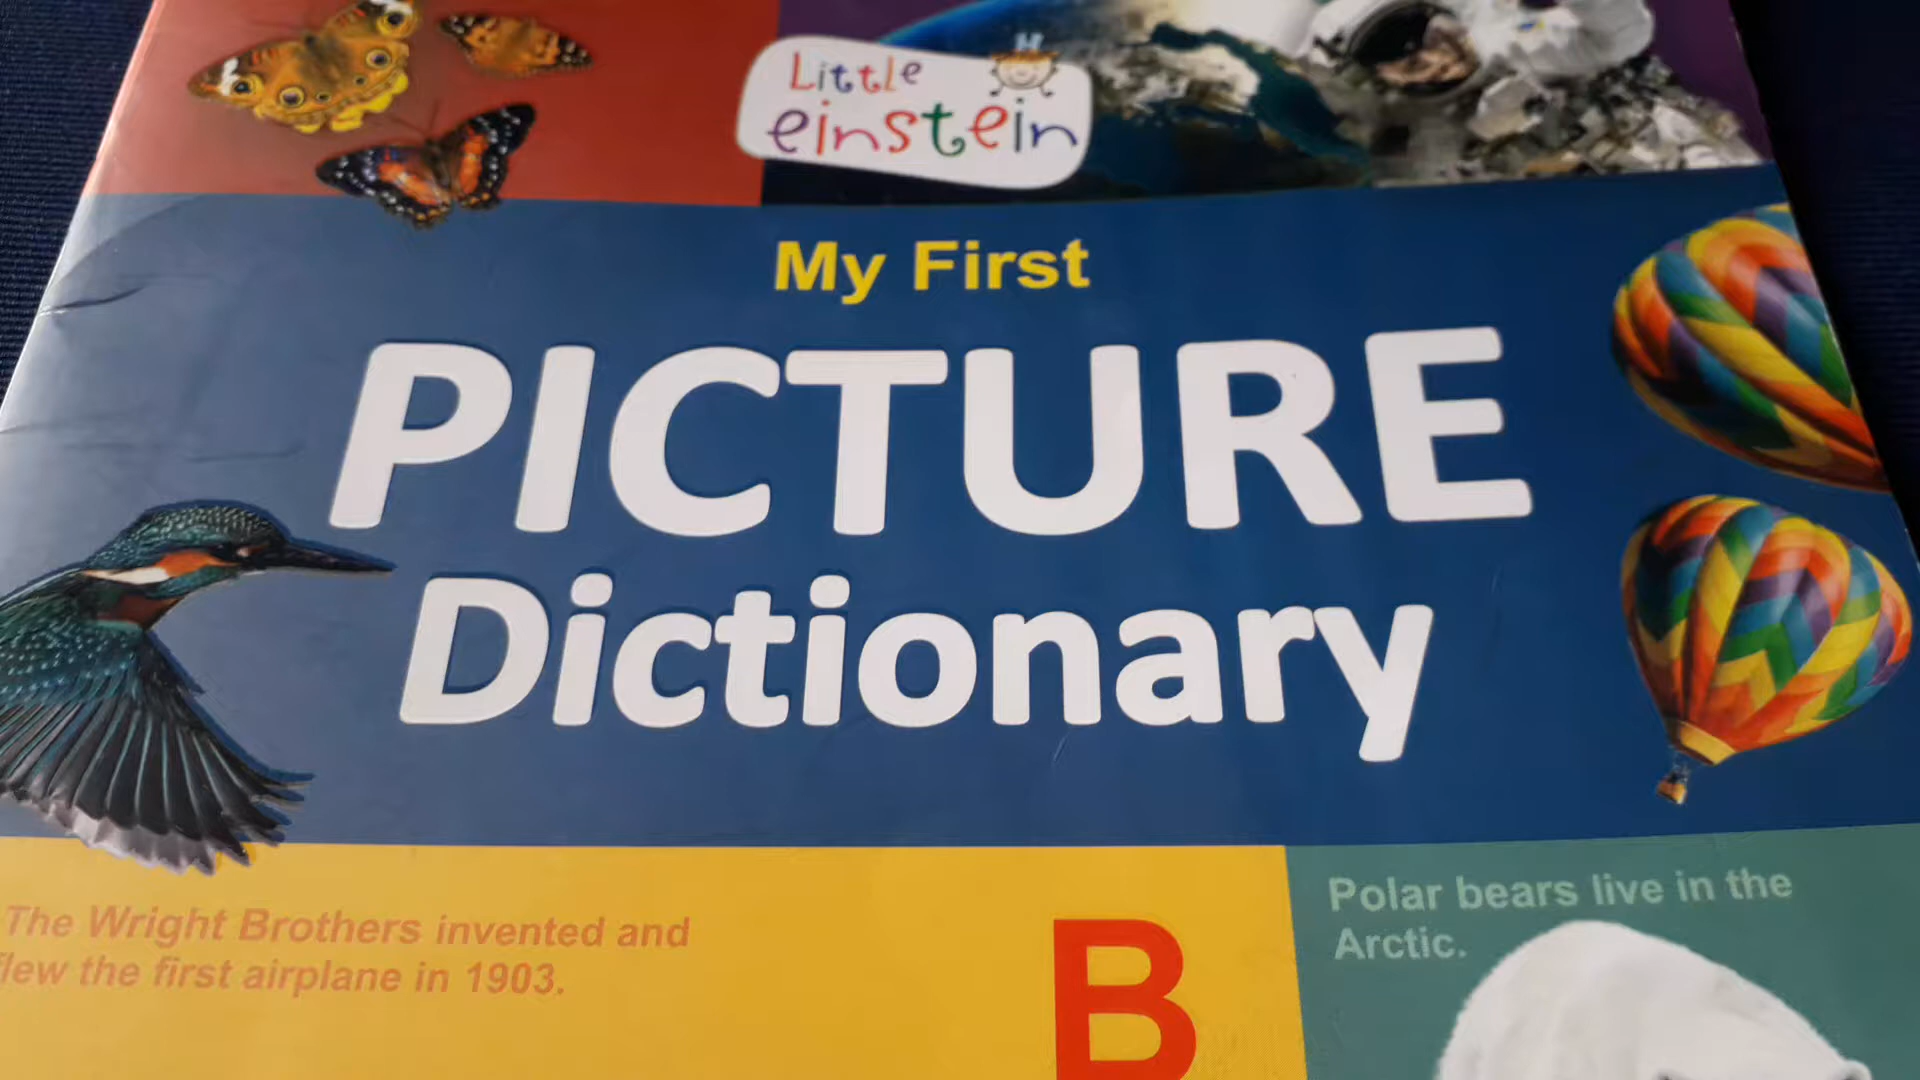 Little
einstein
My First
PICTURE
Dictionary
The Wright Brothers invented and
flew the first airplane in 1903.
B
Polar bears live in the
Arctic.